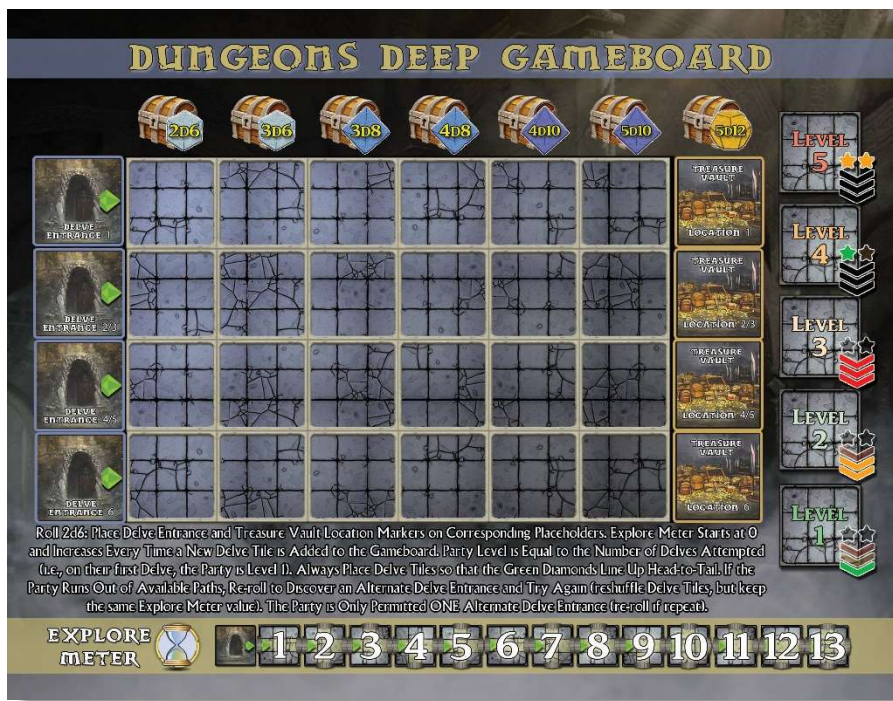 DUNGEONS DEEP GAMEBOARD
2D6 3D6 3D8 4D8 4D10 5D10 5D12
LEVEL
5
DELVE
ENTRANCE 1
TREASURE
VAULT
LOCATION 1
LEVEL
4
DELVE
ENTRANCE 2/3
TREASURE
VAULT
LOCATION 2/3
LEVEL
3
DELVE
ENTRANCE 4/5
TREASURE
VAULT
LOCATION 4/5
LEVEL
2
DELVE
ENTRANCE 6
TREASURE
VAULT
LOCATION 6
LEVEL
1
Roll 2d6: Place Delve Entrance and Treasure Vault Location Markers on Corresponding Placeholders. Explore Meter Starts at 0
and Increases Every Time a New Delve Tile is Added to the Gameboard. Party Level is Equal to the Number of Delves Attempted
(i.e., on their first Delve, the Party is Level 1). Always Place Delve Tiles so that the Green Diamonds Line Up Head-to-Tail. If the
Party Runs Out of Available Paths, Re-roll to Discover an Alternate Delve Entrance and Try Again (reshuffle Delve Tiles, but keep
the same Explore Meter value). The Party is Only Permitted ONE Alternate Delve Entrance (re-roll if repeat).
EXPLORE
METER
1 2 3 4 5 6 7 8 9 10 11 12 13